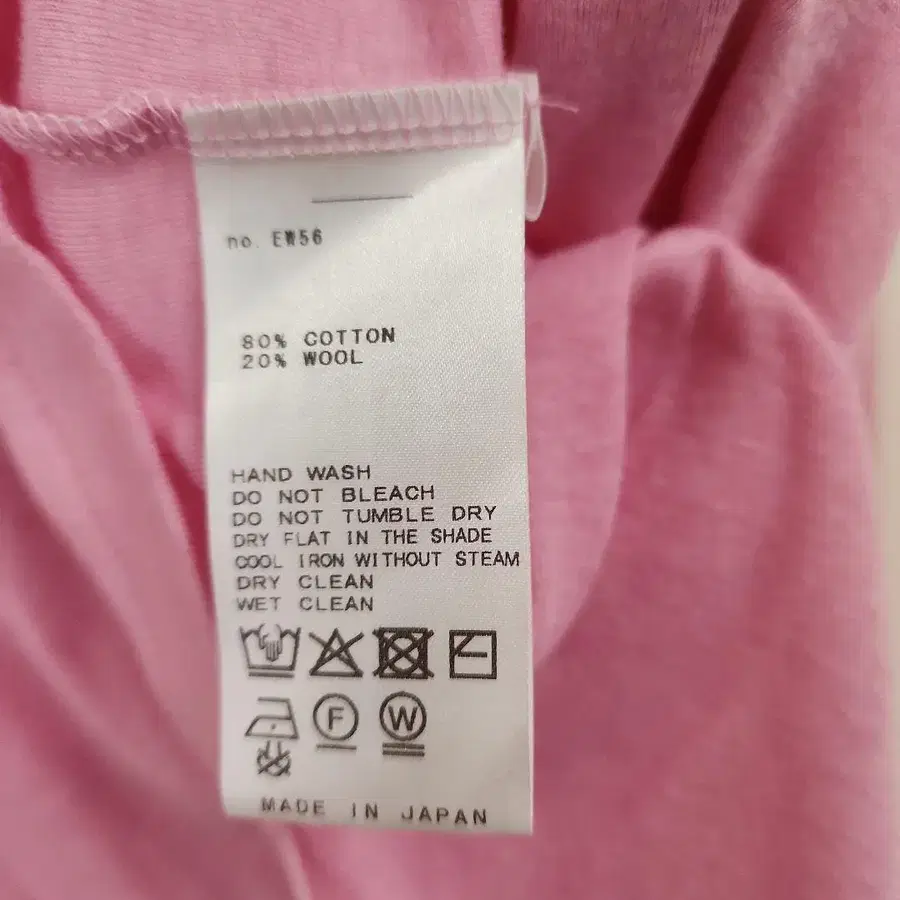 no. EW56
80% COTTON
20% WOOL
HAND WASH
DO NOT BLEACH
DO NOT TUMBLE DRY
DRY FLAT IN THE SHADE
COOL IRON WITHOUT STEAM
DRY CLEAN
WET CLEAN
F W
MADE IN JAPAN